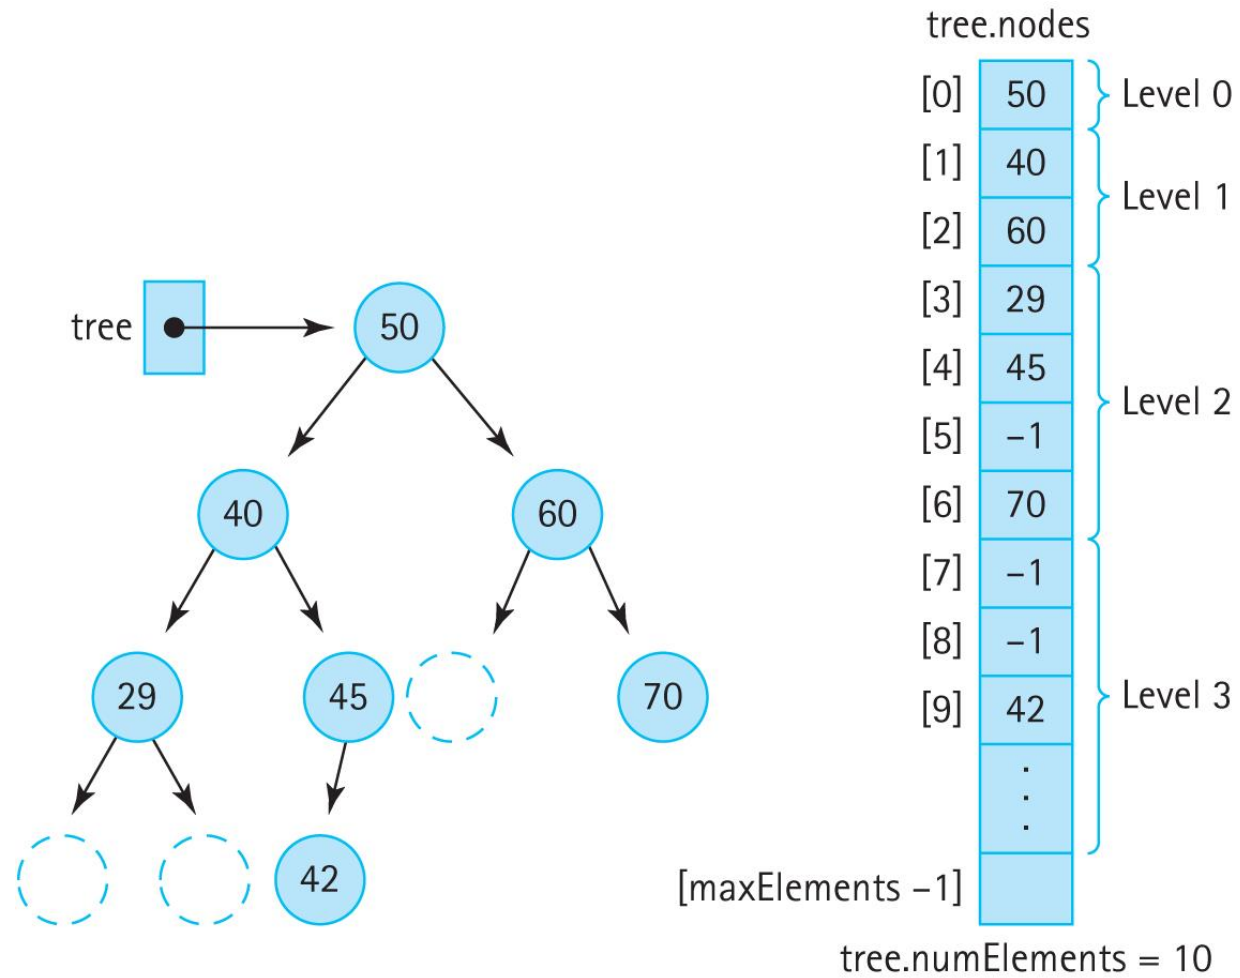 tree.nodes
[0] 50 Level 0
[1] 40
Level 1
[2] 60
[3] 29
tree
50
[4] 45
Level 2
[5] –1
40
60
[6] 70
[7] –1
[8] –1
29
45
70
[9] 42
Level 3
.
.
.
42
[maxElements –1]
tree.numElements = 10